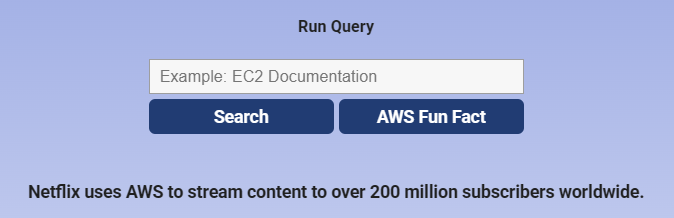 Run Query
Example: EC2 Documentation
Search
AWS Fun Fact
Netflix uses AWS to stream content to over 200 million subscribers worldwide.